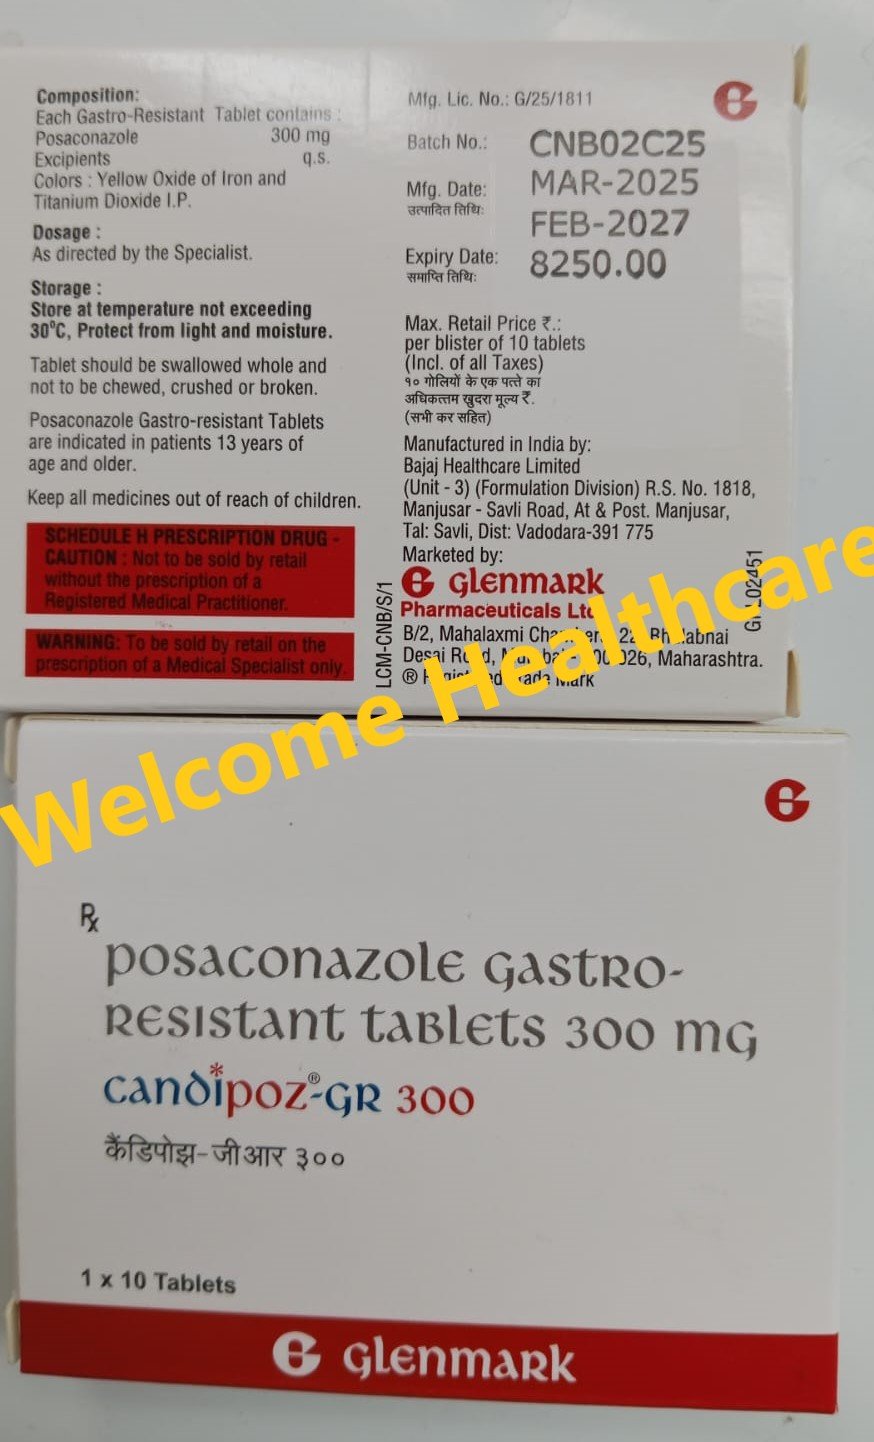 Composition:
Each Gastro-Resistant Tablet contains :
Posaconazole 300 mg
Excipients q.s.
Colors : Yellow Oxide of Iron and
Titanium Dioxide I.P.
Dosage :
As directed by the Specialist.
Storage :
Store at temperature not exceeding
30⁰C, Protect from light and moisture.
Tablet should be swallowed whole and
not to be chewed, crushed or broken.
Posaconazole Gastro-resistant Tablets
are indicated in patients 13 years of
age and older.
Keep all medicines out of reach of children.
SCHEDULE H PRESCRIPTION DRUG -
CAUTION : Not to be sold by retail
without the prescription of a
Registered Medical Practitioner.
WARNING: To be sold by retail on the
prescription of a Medical Specialist only.
LCM-CNB/S/1
Mfg. Lic. No.: G/25/1811
Batch No.: CNB02C25
Mfg. Date: MAR-2025
उत्पादित तिथि:
FEB-2027
Expiry Date: 8250.00
समाप्ति तिथि:
Max. Retail Price ₹.:
per blister of 10 tablets
(Incl. of all Taxes)
१० गोलियों के एक पत्ते का
अधिकत्तम खुदरा मूल्य ₹.
(सभी कर सहित)
Manufactured in India by:
Bajaj Healthcare Limited
(Unit - 3) (Formulation Division) R.S. No. 1818,
Manjusar - Savli Road, At & Post. Manjusar,
Tal: Savli, Dist: Vadodara-391 775
Marketed by:
glenmark
Pharmaceuticals Ltd
B/2, Mahalaxmi
Desai Maharashtra.
®
Mark
Welcome Healthcare
Rx
posaconazole gastro-
resistant tablets 300 mg
candipoz®-GR 300
कैंडिपोझ-जीआर ३००
1 x 10 Tablets
glenmark